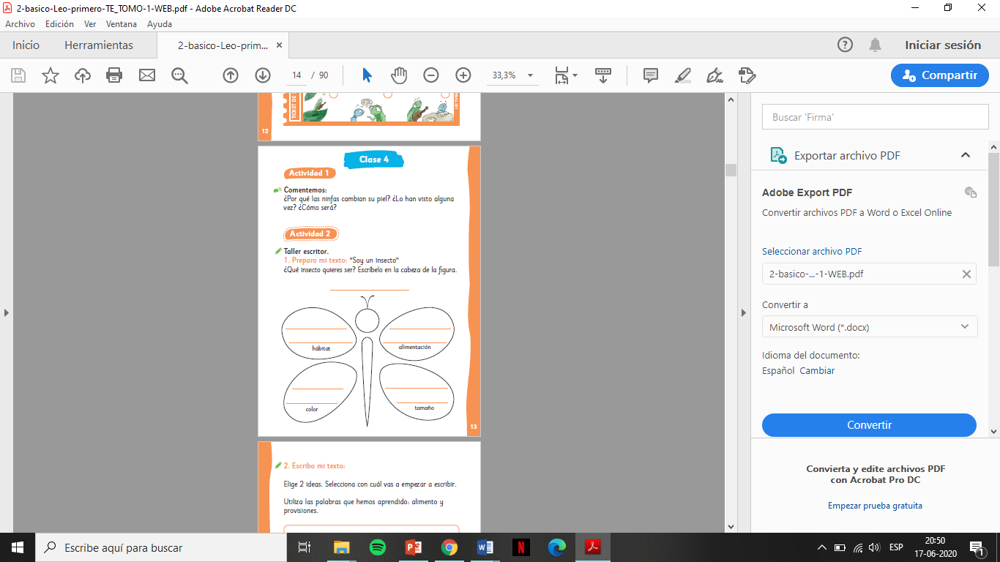 2-basico-Leo-primero-TE_TOMO-1-WEB.pdf - Adobe Acrobat Reader DC
Archivo Edición Ver Ventana Ayuda
Inicio Herramientas 2-basico-Leo-prim... Iniciar sesión
14 / 90 33,3% Compartir
TICKET DE
12
Clase 4
Actividad 1
Comentemos:
¿Por qué las ninfas cambian su piel? ¿Lo han visto alguna
vez? ¿Cómo será?
Actividad 2
Taller escritor.
1. Preparo mi texto: "Soy un insecto"
¿Qué insecto quieres ser? Escríbelo en la cabeza de la figura.
hábitat
alimentación
color
tamaño
13
2. Escribo mi texto:
Elige 2 ideas. Selecciona con cuál vas a empezar a escribir.
Utiliza las palabras que hemos aprendido: alimento y
provisiones.
Buscar 'Firma'
Exportar archivo PDF
Adobe Export PDF
Convertir archivos PDF a Word o Excel Online
Seleccionar archivo PDF
2-basico-...-1-WEB.pdf
Convertir a
Microsoft Word (*.docx)
Idioma del documento:
Español Cambiar
Convertir
Convierta y edite archivos PDF
con Acrobat Pro DC
Empezar prueba gratuita
Escribe aquí para buscar
ESP
20:50
17-06-2020
1